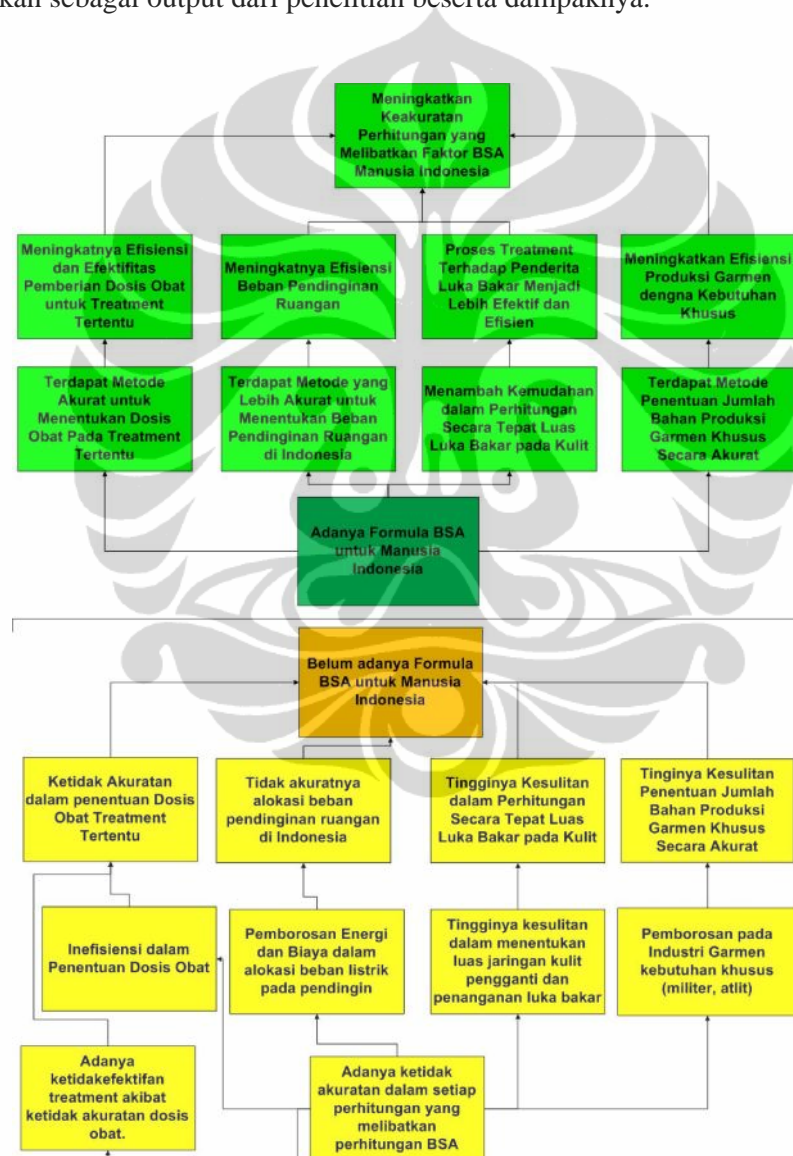 kan sebagai output dari penelitian beserta dampaknya.
Meningkatkan
Keakuratan
Perhitungan yang
Melibatkan Faktor BSA
Manusia Indonesia
Meningkatnya Efisiensi
dan Efektifitas
Pemberian Dosis Obat
untuk Treatment
Tertentu
Meningkatnya Efisiensi
Beban Pendinginan
Ruangan
Proses Treatment
Terhadap Penderita
Luka Bakar Menjadi
Lebih Efektif dan
Efisien
Meningkatkan Efisiensi
Produksi Garmen
dengna Kebutuhan
Khusus
Terdapat Metode
Akurat untuk
Menentukan Dosis
Obat Pada Treatment
Tertentu
Terdapat Metode yang
Lebih Akurat untuk
Menentukan Beban
Pendinginan Ruangan
di Indonesia
Menambah Kemudahan
dalam Perhitungan
Secara Tepat Luas
Luka Bakar pada Kulit
Terdapat Metode
Penentuan Jumlah
Bahan Produksi
Garmen Khusus
Secara Akurat
Adanya Formula BSA
untuk Manusia
Indonesia
Belum adanya Formula
BSA untuk Manusia
Indonesia
Ketidak Akuratan
dalam penentuan Dosis
Obat Treatment
Tertentu
Tidak akuratnya
alokasi beban
pendinginan ruangan
di Indonesia
Tingginya Kesulitan
dalam Perhitungan
Secara Tepat Luas
Luka Bakar pada Kulit
Tinginya Kesulitan
Penentuan Jumlah
Bahan Produksi
Garmen Khusus
Secara Akurat
Inefisiensi dalam
Penentuan Dosis Obat
Pemborosan Energi
dan Biaya dalam
alokasi beban listrik
pada pendingin
Tingginya kesulitan
dalam menentukan
luas jaringan kulit
pengganti dan
penanganan luka bakar
Pemborosan pada
Industri Garmen
kebutuhan khusus
(militer, atlit)
Adanya
ketidakefektifan
treatment akibat
ketidak akuratan dosis
obat.
Adanya ketidak
akuratan dalam setiap
perhitungan yang
melibatkan
perhitungan BSA